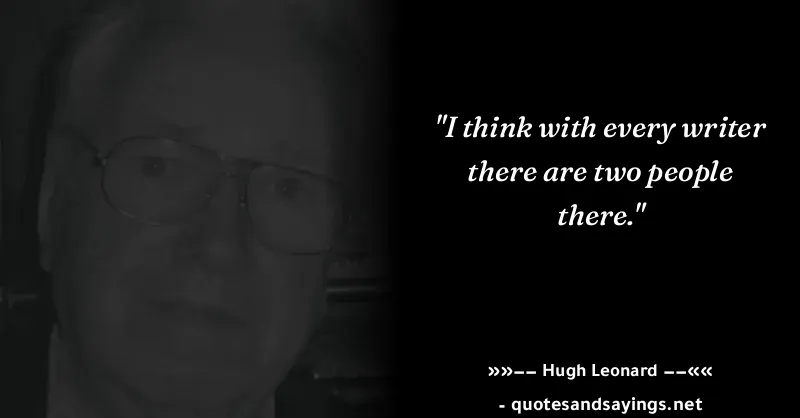 "I think with every writer
there are two people
there."
»»−− Hugh Leonard −−««
- quotesandsayings.net